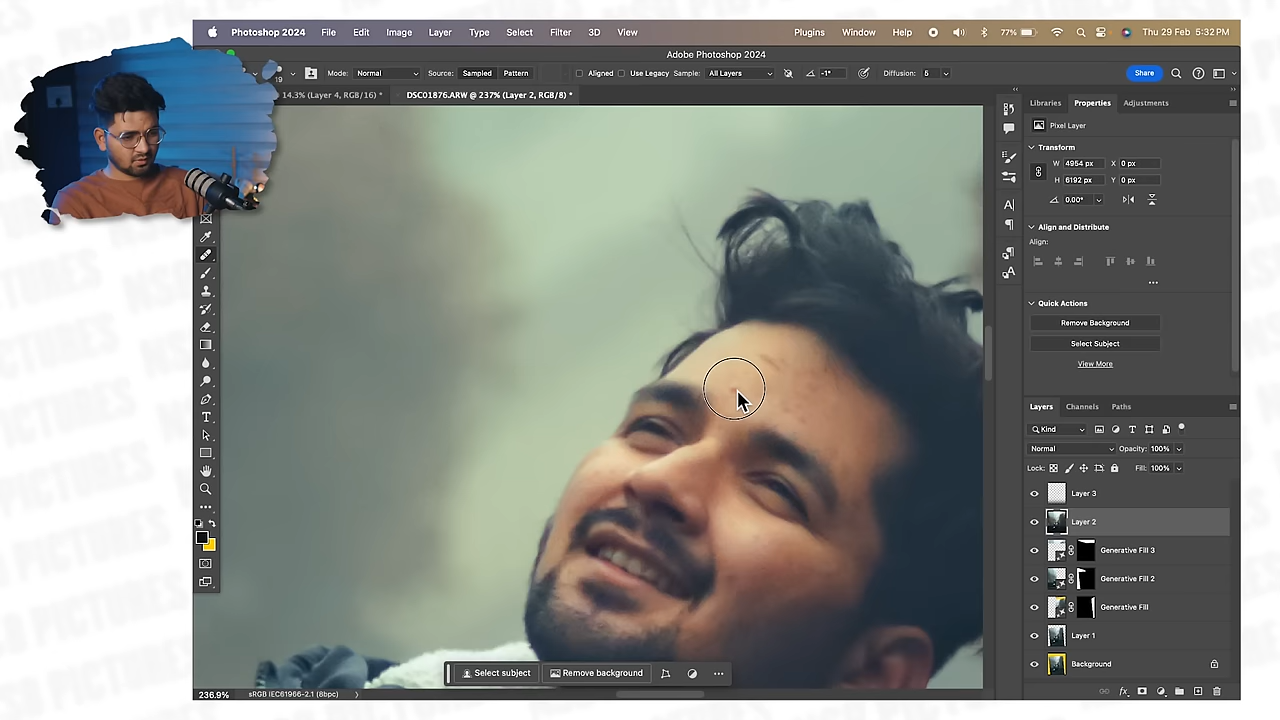 Photoshop 2024 File Edit Image Layer Type Select Filter 3D View Plugins Window Help 77% Thu 29 Feb 5:32 PM
Adobe Photoshop 2024
19 Mode: Normal Source: Sampled Pattern Aligned Use Legacy Sample: All Layers -1° Diffusion: 5 Share
14.3% (Layer 4, RGB/16) * DSC01876.ARW @ 237% (Layer 2, RGB/8) *
Libraries Properties Adjustments
Pixel Layer
Transform
W 4954 px X 0 px
H 6192 px Y 0 px
0.00°
Align and Distribute
Align:
Quick Actions
Remove Background
Select Subject
View More
Layers Channels Paths
Kind
Normal Opacity: 100%
Lock: Fill: 100%
Layer 3
Layer 2
Generative Fill 3
Generative Fill 2
Generative Fill
Layer 1
Background
Select subject Remove background
236.9% sRGB IEC61966-2.1 (8bpc)